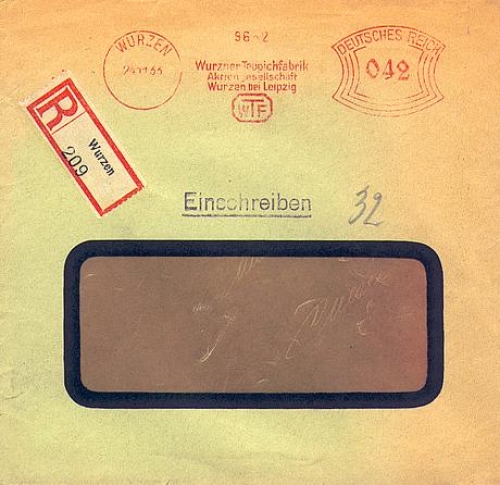 WURZEN
Wurzner Teppichfabrik
Aktiengesellschaft
Wurzen bei Leipzig
WTF
DEUTSCHES REICH
042
R
Wurzen
209
Einschreiben
32